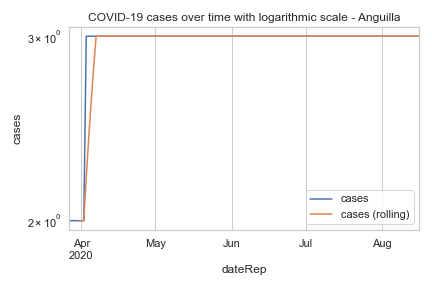 COVID-19 cases over time with logarithmic scale - Anguilla
3 × 10⁰
cases
2 × 10⁰
cases
cases (rolling)
Apr May Jun Jul Aug
2020
dateRep